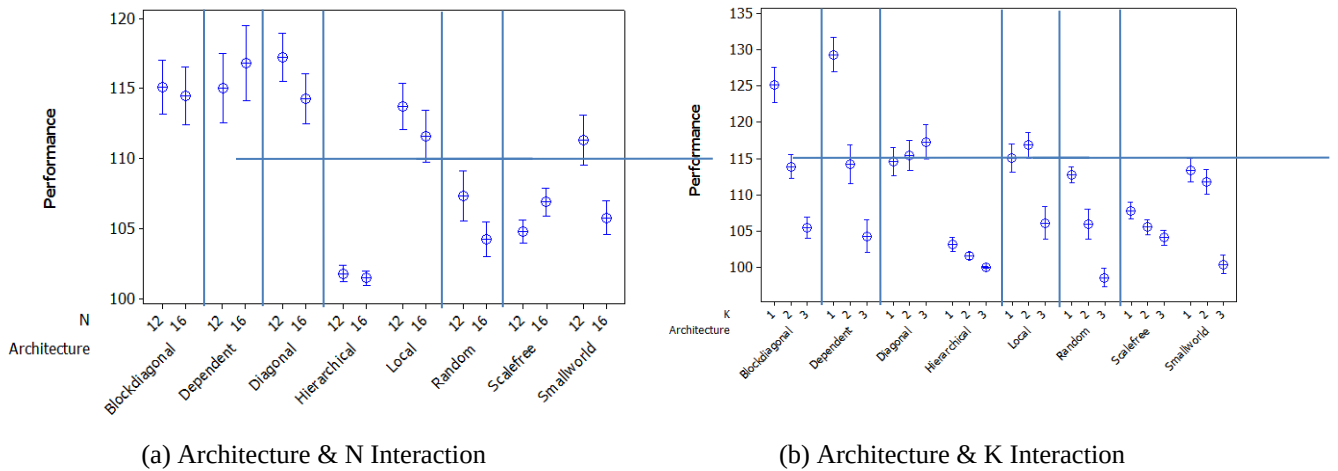 120
115
110
105
100
Performance
N
12 16 12 16 12 16 12 16 12 16 12 16 12 16 12 16
Architecture
Blockdiagonal Dependent Diagonal Hierarchical Local Random Scalefree Smallworld
(a) Architecture & N Interaction
135
130
125
120
115
110
105
100
Performance
K
1 2 3 1 2 3 1 2 3 1 2 3 1 2 3 1 2 3 1 2 3 1 2 3
Architecture
Blockdiagonal Dependent Diagonal Hierarchical Local Random Scalefree Smallworld
(b) Architecture & K Interaction